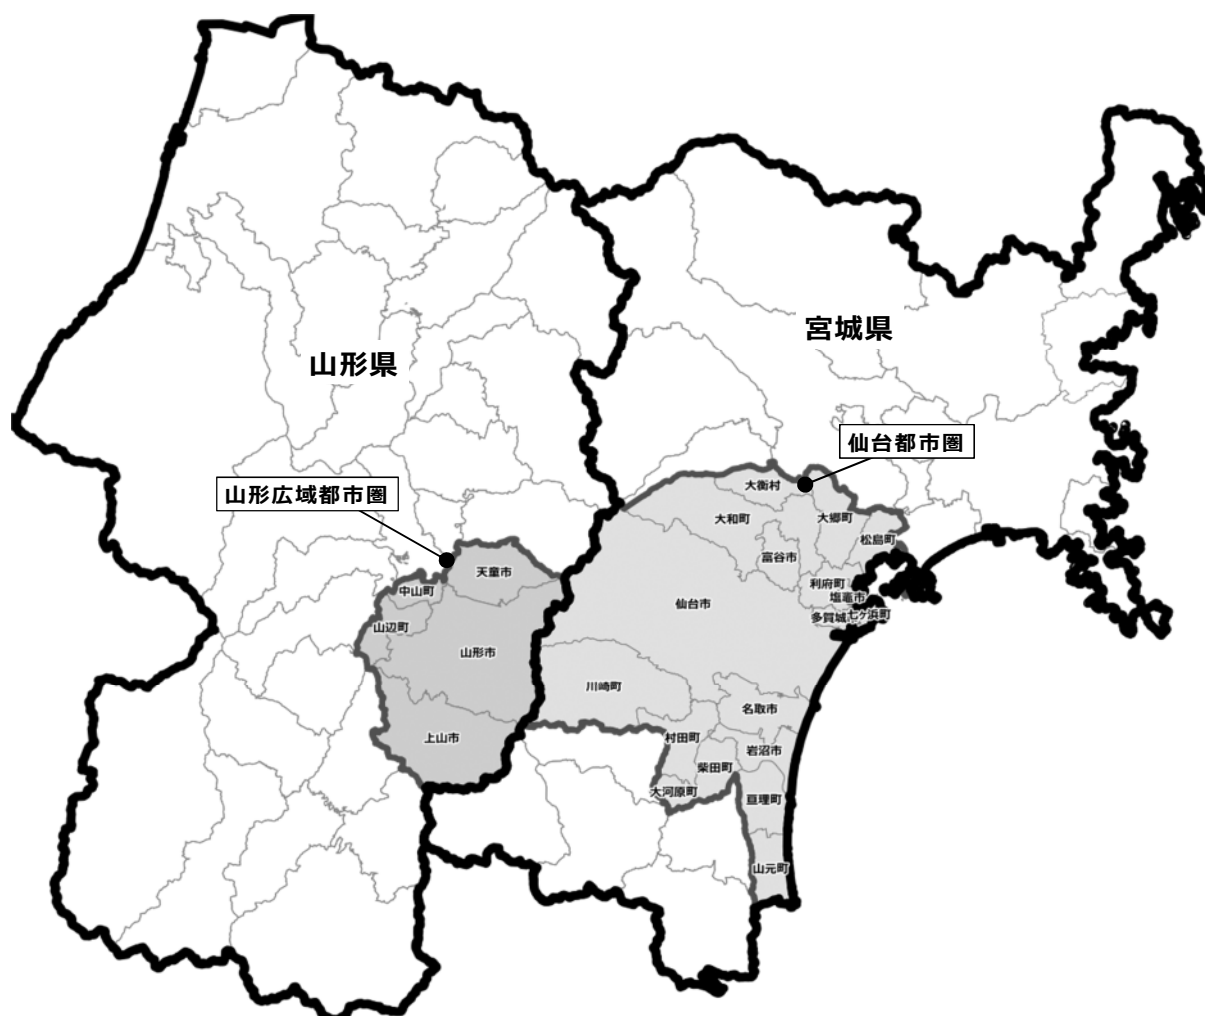 宮城県
山形県
仙台都市圏
山形広域都市圏
大衡村
大和町
大郷町
松島町
富谷市
利府町
塩竈市
多賀城
七ヶ浜町
仙台市
天童市
中山町
山辺町
山形市
上山市
川崎町
名取市
村田町
岩沼市
柴田町
大河原町
亘理町
山元町